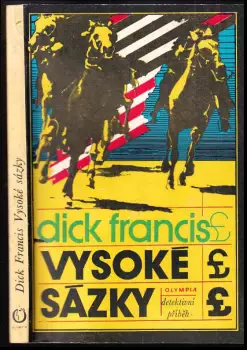 Dick Francis Vysoké sázky
dick francis £
VYSOKÉ £
SÁZKY OLYMPIA £
detektivní
příběh